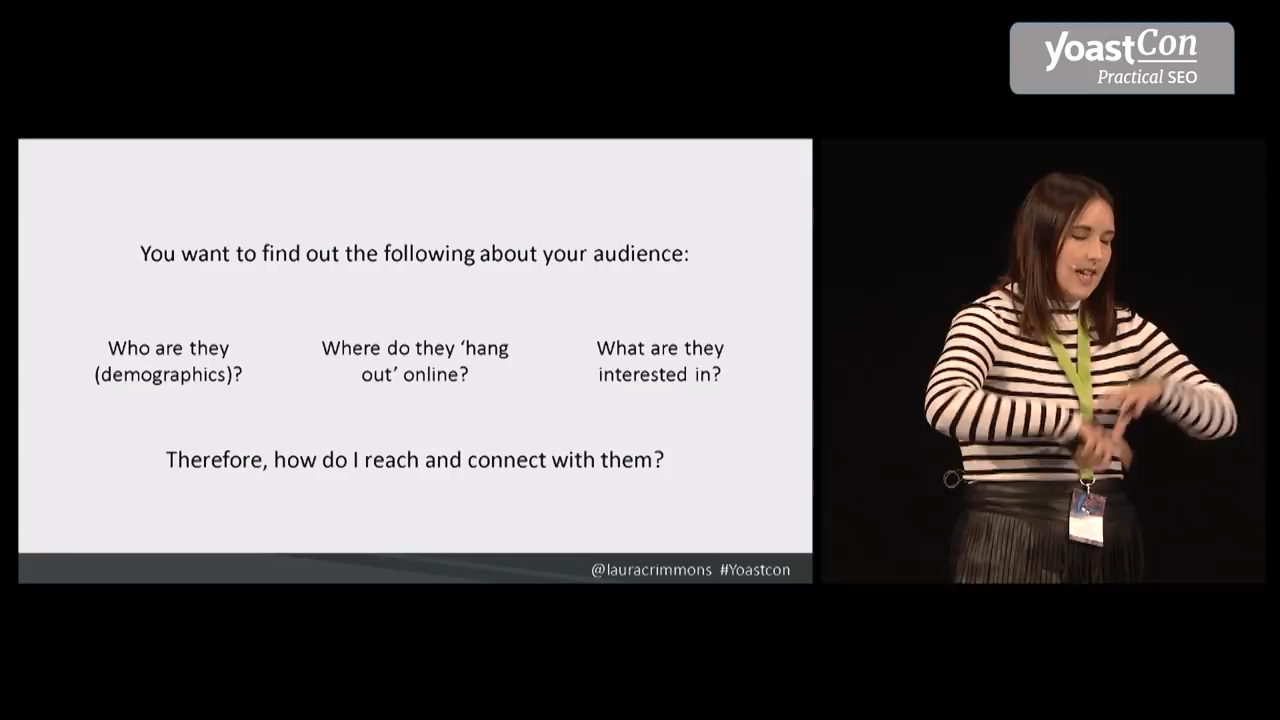 yoastCon
Practical SEO
You want to find out the following about your audience:
Who are they
(demographics)?
Where do they ‘hang
out’ online?
What are they
interested in?
Therefore, how do I reach and connect with them?
@lauracrimmons #Yoastcon